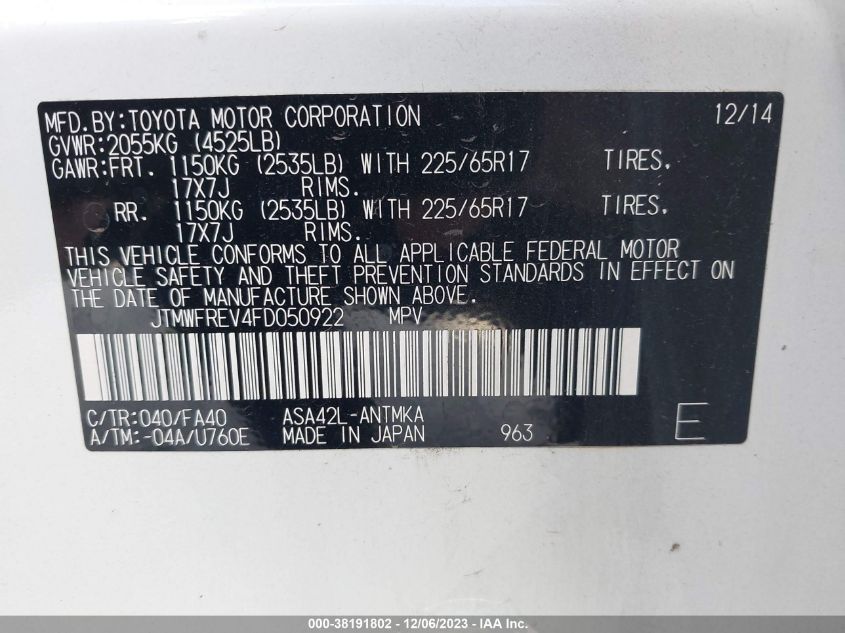 MFD.BY:TOYOTA MOTOR CORPORATION 12/14
GVWR:2055KG (4525LB)
GAWR:FRT. 1150KG (2535LB) WITH 225/65R17 TIRES.
17X7J RIMS.
RR. 1150KG (2535LB) WITH 225/65R17 TIRES.
17X7J RIMS.
THIS VEHICLE CONFORMS TO ALL APPLICABLE FEDERAL MOTOR
VEHICLE SAFETY AND THEFT PREVENTION STANDARDS IN EFFECT ON
THE DATE OF MANUFACTURE SHOWN ABOVE.
JTMWFREV4FD050922 MPV
C/TR:040/FA40 ASA42L-ANTMKA
A/TM:-04A/U760E MADE IN JAPAN 963 E
000-38191802 - 12/06/2023 - IAA Inc.